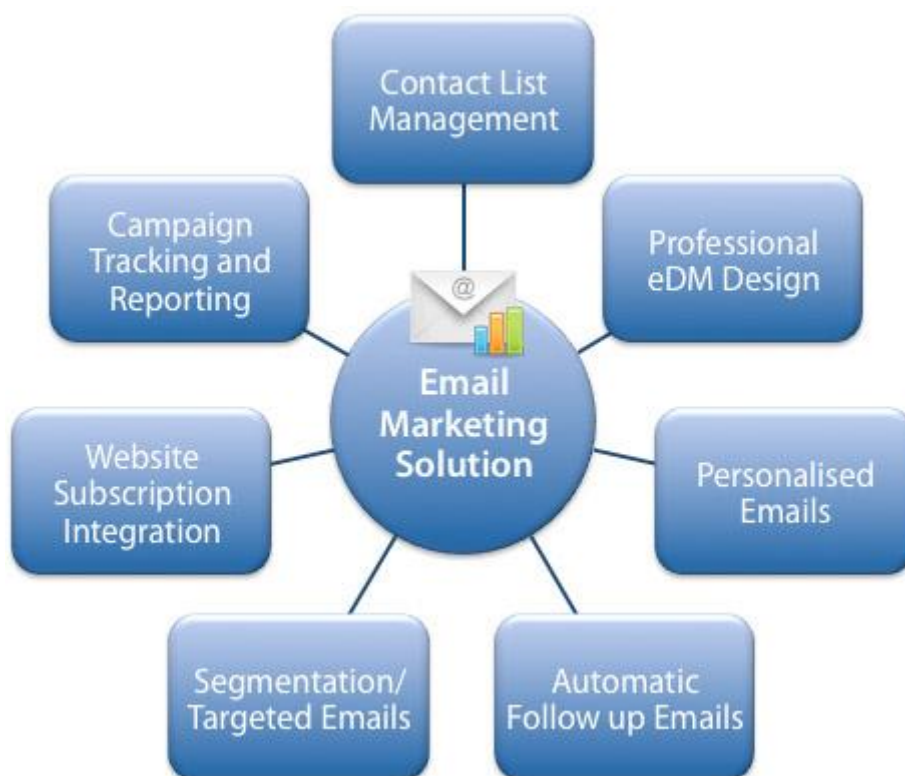 Contact List
Management
Campaign
Tracking and
Reporting
Professional
eDM Design
@
Email
Marketing
Solution
Website
Subscription
Integration
Personalised
Emails
Segmentation/
Targeted Emails
Automatic
Follow up Emails